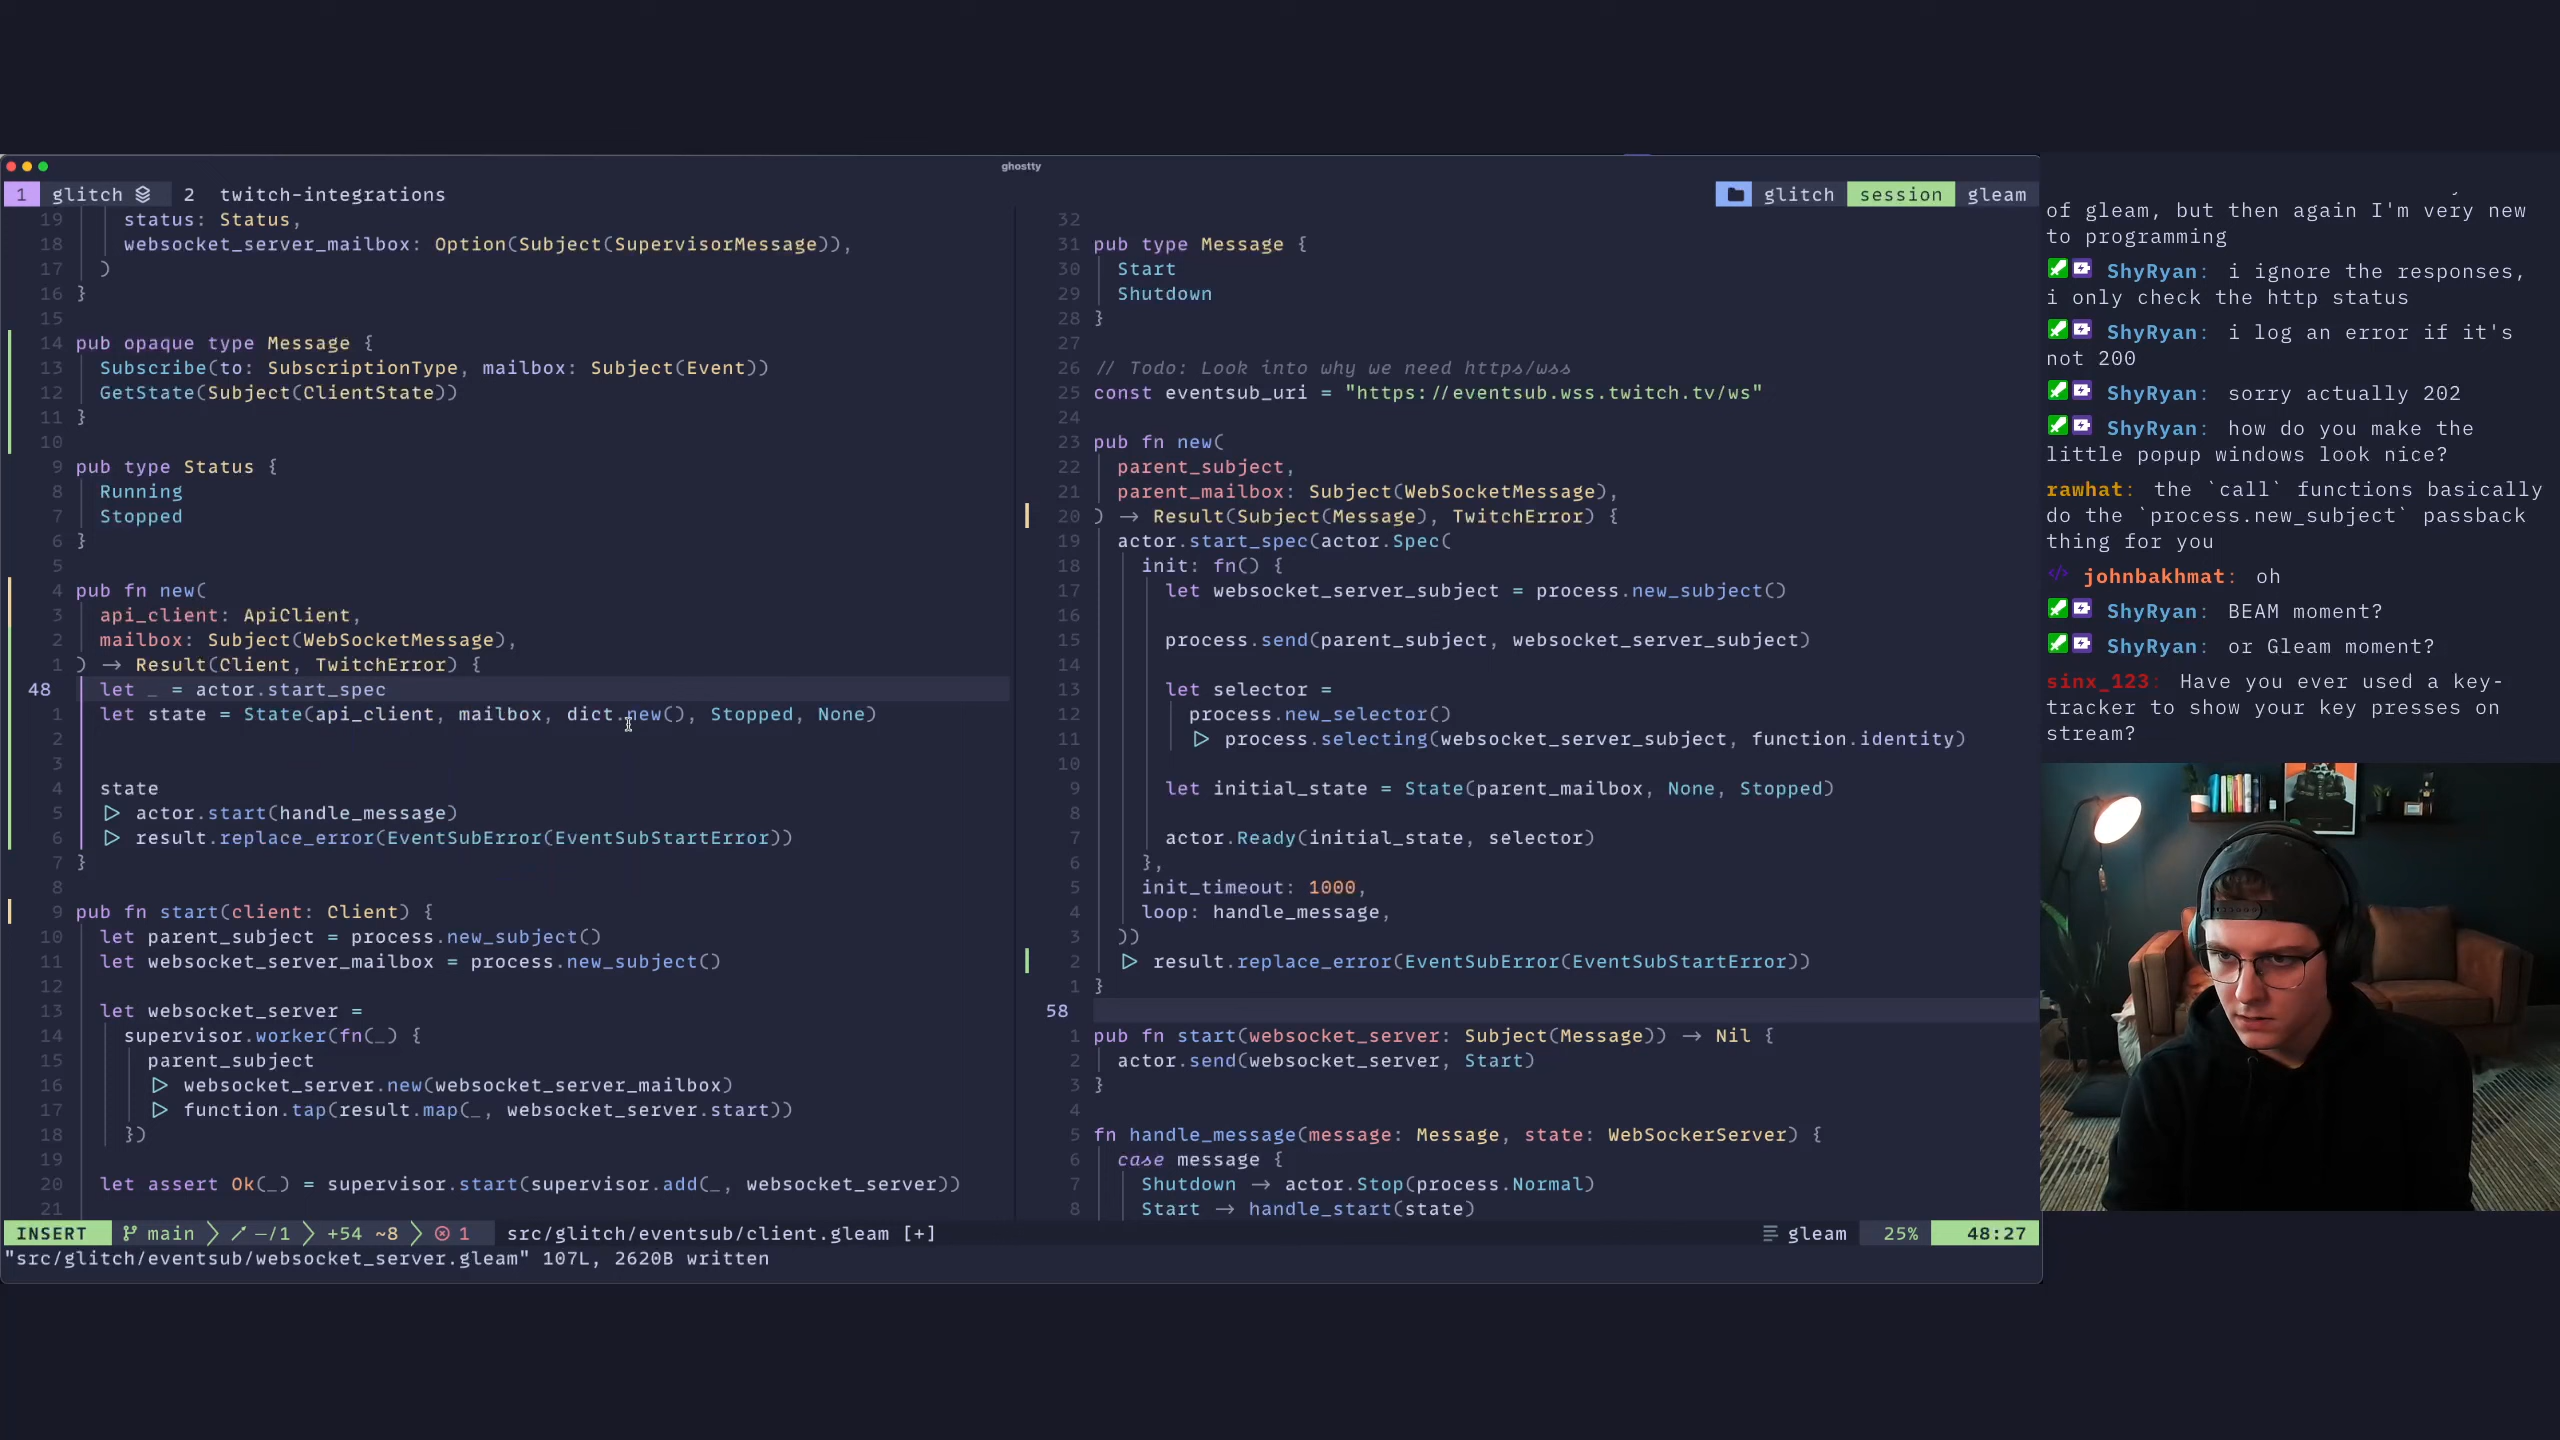 ghostty
1 glitch 2 twitch-integrations
glitch session gleam
19 status: Status,
18 websocket_server_mailbox: Option(Subject(SupervisorMessage)),
17 )
16 }
15
14 pub opaque type Message {
13 Subscribe(to: SubscriptionType, mailbox: Subject(Event))
12 GetState(Subject(ClientState))
11 }
10
9 pub type Status {
8 Running
7 Stopped
6 }
5
4 pub fn new(
3 api_client: ApiClient,
2 mailbox: Subject(WebSocketMessage),
1 ) -> Result(Client, TwitchError) {
48 let _ = actor.start_spec
1 let state = State(api_client, mailbox, dict.new(), Stopped, None)
2
3
4 state
5 |> actor.start(handle_message)
6 |> result.replace_error(EventSubError(EventSubStartError))
7 }
8
9 pub fn start(client: Client) {
10 let parent_subject = process.new_subject()
11 let websocket_server_mailbox = process.new_subject()
12
13 let websocket_server =
14 supervisor.worker(fn(_) {
15 parent_subject
16 |> websocket_server.new(websocket_server_mailbox)
17 |> function.tap(result.map(_, websocket_server.start))
18 })
19
20 let assert Ok(_) = supervisor.start(supervisor.add(_, websocket_server))
21
32
31 pub type Message {
30 Start
29 Shutdown
28 }
27
26 // Todo: Look into why we need https/wss
25 const eventsub_uri = "https://eventsub.wss.twitch.tv/ws"
24
23 pub fn new(
22 parent_subject,
21 parent_mailbox: Subject(WebSocketMessage),
20 ) -> Result(Subject(Message), TwitchError) {
19 actor.start_spec(actor.Spec(
18 init: fn() {
17 let websocket_server_subject = process.new_subject()
16
15 process.send(parent_subject, websocket_server_subject)
14
13 let selector =
12 process.new_selector()
11 |> process.selecting(websocket_server_subject, function.identity)
10
9 let initial_state = State(parent_mailbox, None, Stopped)
8
7 actor.Ready(initial_state, selector)
6 },
5 init_timeout: 1000,
4 loop: handle_message,
3 ))
2 |> result.replace_error(EventSubError(EventSubStartError))
1 }
58
1 pub fn start(websocket_server: Subject(Message)) -> Nil {
2 actor.send(websocket_server, Start)
3 }
4
5 fn handle_message(message: Message, state: WebSockerServer) {
6 case message {
7 Shutdown -> actor.Stop(process.Normal)
8 Start -> handle_start(state)
INSERT main –/1 +54 ~8 1 src/glitch/eventsub/client.gleam [+] gleam 25% 48:27
"src/glitch/eventsub/websocket_server.gleam" 107L, 2620B written
of gleam, but then again I'm very new
to programming
ShyRyan: i ignore the responses,
i only check the http status
ShyRyan: i log an error if it's
not 200
ShyRyan: sorry actually 202
ShyRyan: how do you make the
little popup windows look nice?
rawhat: the `call` functions basically
do the `process.new_subject` passback
thing for you
johnbakhmat: oh
ShyRyan: BEAM moment?
ShyRyan: or Gleam moment?
sinx_123: Have you ever used a key-
tracker to show your key presses on
stream?